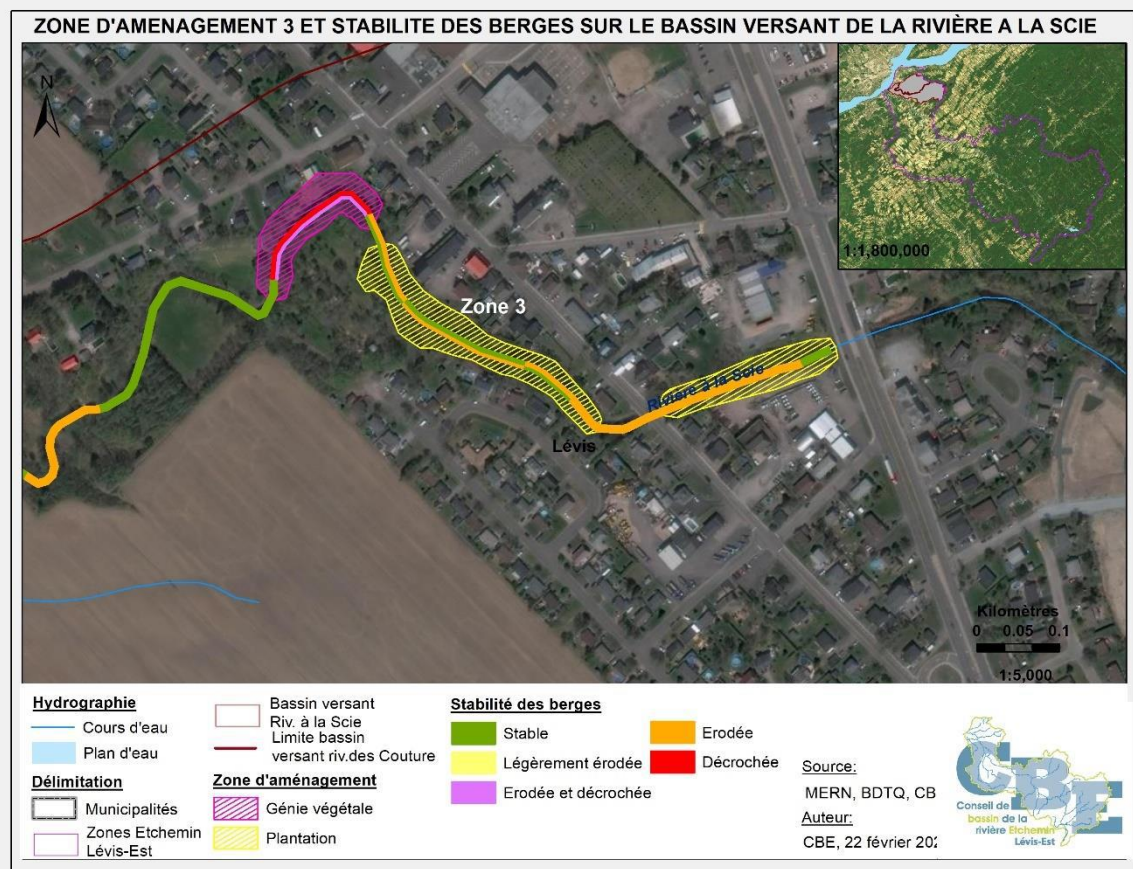 ZONE D'AMENAGEMENT 3 ET STABILITE DES BERGES SUR LE BASSIN VERSANT DE LA RIVIÈRE A LA SCIE
N
1:1,800,000
Zone 3
Rivière à la Scie
Lévis
Kilomètres
0 0.05 0.1
1:5,000
Hydrographie
Cours d'eau
Plan d'eau
Délimitation
Municipalités
Zones Etchemin
Lévis-Est
Bassin versant
Riv. à la Scie
Limite bassin
versant riv.des Couture
Zone d'aménagement
Génie végétale
Plantation
Stabilité des berges
Stable
Légèrement érodée
Erodée et décrochée
Erodée
Décrochée
Source:
MERN, BDTQ, CB
Auteur:
CBE, 22 février 202
CBE
Conseil de
bassin de la
rivière Etchemin
Lévis-Est